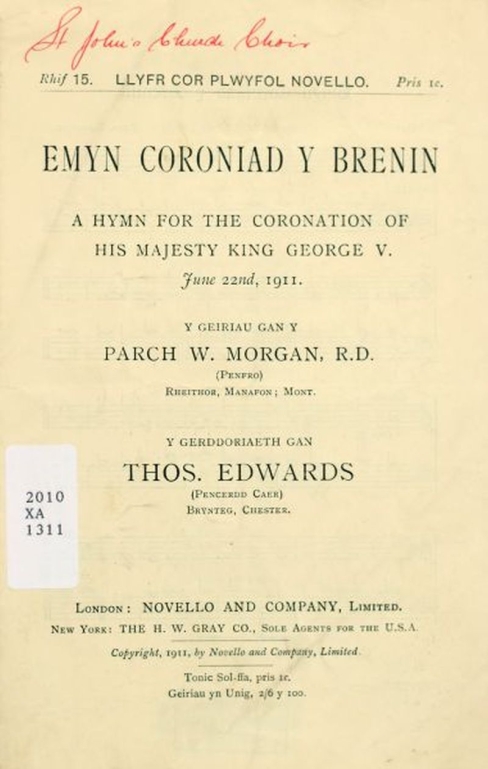 St John's Church Choir
Rhif 15. LLYFR COR PLWYFOL NOVELLO. Pris 1c.
EMYN CORONIAD Y BRENIN
A HYMN FOR THE CORONATION OF
HIS MAJESTY KING GEORGE V.
June 22nd, 1911.
Y GEIRIAU GAN Y
PARCH W. MORGAN, R.D.
(PENFRO)
RHEITHOR, MANAFON; MONT.
Y GERDDORIAETH GAN
THOS. EDWARDS
(PENCERDD CAER)
BRYNTEG, CHESTER.
2010
XA
1311
LONDON: NOVELLO AND COMPANY, LIMITED.
NEW YORK: THE H. W. GRAY CO., SOLE AGENTS FOR THE U.S.A.
Copyright, 1911, by Novello and Company, Limited.
Tonic Sol-ffa, pris 1c.
Geiriau yn Unig, 2/6 y 100.